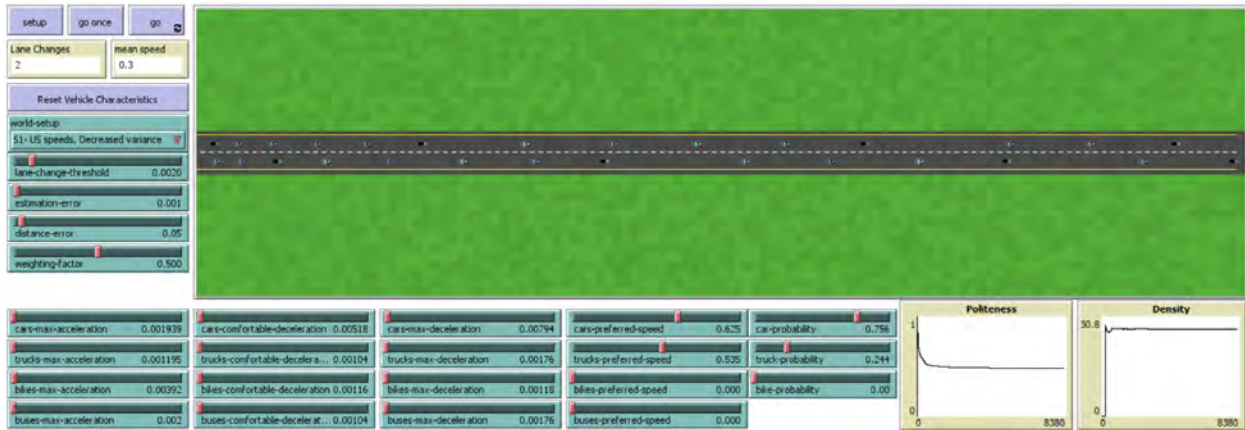 setup go once go
Lane Changes mean speed
2 0.3
Reset Vehicle Characteristics
world-setup
51- US speeds, Decreased variance
lane-change-threshold 0.0020
estimation-error 0.001
distance-error 0.05
weighting-factor 0.500
cars-max-acceleration 0.001939 cars-comfortable-deceleration 0.00518 cars-max-deceleration 0.00794 cars-preferred-speed 0.625 car-probability 0.756
trucks-max-acceleration 0.001195 trucks-comfortable-decelera... 0.00104 trucks-max-deceleration 0.00176 trucks-preferred-speed 0.535 truck-probability 0.244
bikes-max-acceleration 0.00392 bikes-comfortable-deceleration 0.00116 bikes-max-deceleration 0.00118 bikes-preferred-speed 0.000 bike-probability 0.00
buses-max-acceleration 0.002 buses-comfortable-decelerat... 0.00104 buses-max-deceleration 0.00176 buses-preferred-speed 0.000
Politeness
1
0
0 8380
Density
30.8
0
0 8380